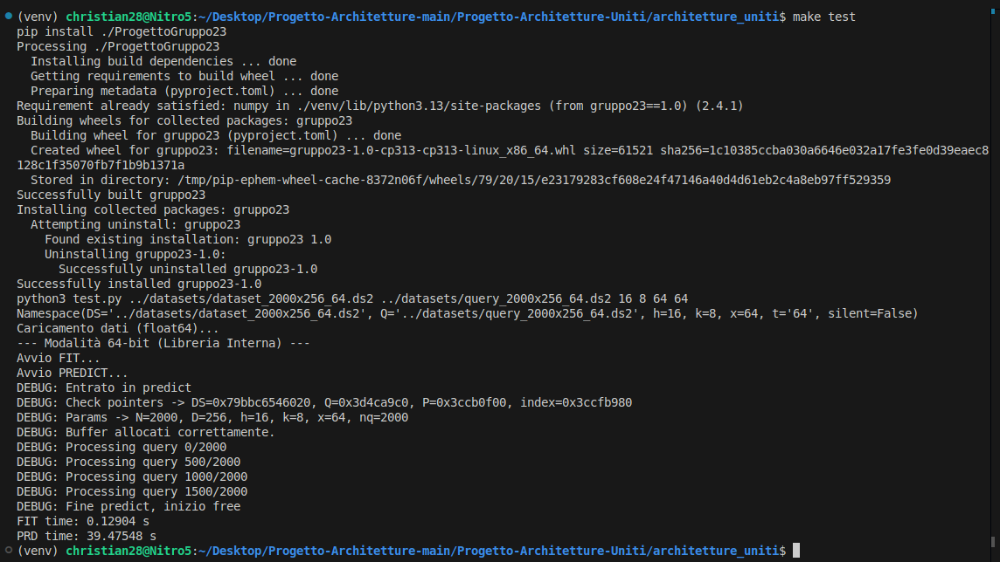 (venv) christian28@Nitro5:~/Desktop/Progetto-Architetture-main/Progetto-Architetture-Uniti/architetture_uniti$ make test
pip install ./ProgettoGruppo23
Processing ./ProgettoGruppo23
  Installing build dependencies ... done
  Getting requirements to build wheel ... done
  Preparing metadata (pyproject.toml) ... done
Requirement already satisfied: numpy in ./venv/lib/python3.13/site-packages (from gruppo23==1.0) (2.4.1)
Building wheels for collected packages: gruppo23
  Building wheel for gruppo23 (pyproject.toml) ... done
  Created wheel for gruppo23: filename=gruppo23-1.0-cp313-cp313-linux_x86_64.whl size=61521 sha256=1c10385ccba030a6646e032a17fe3fe0d39eaec8
128c1f35070fb7f1b9b1371a
  Stored in directory: /tmp/pip-ephem-wheel-cache-8372n06f/wheels/79/20/15/e23179283cf608e24f47146a40d4d61eb2c4a8eb97ff529359
Successfully built gruppo23
Installing collected packages: gruppo23
  Attempting uninstall: gruppo23
    Found existing installation: gruppo23 1.0
    Uninstalling gruppo23-1.0:
      Successfully uninstalled gruppo23-1.0
Successfully installed gruppo23-1.0
python3 test.py ../datasets/dataset_2000x256_64.ds2 ../datasets/query_2000x256_64.ds2 16 8 64 64
Namespace(DS='../datasets/dataset_2000x256_64.ds2', Q='../datasets/query_2000x256_64.ds2', h=16, k=8, x=64, t='64', silent=False)
Caricamento dati (float64)...
--- Modalità 64-bit (Libreria Interna) ---
Avvio FIT...
Avvio PREDICT...
DEBUG: Entrato in predict
DEBUG: Check pointers -> DS=0x79bbc6546020, Q=0x3d4ca9c0, P=0x3ccb0f00, index=0x3ccfb980
DEBUG: Params -> N=2000, D=256, h=16, k=8, x=64, nq=2000
DEBUG: Buffer allocati correttamente.
DEBUG: Processing query 0/2000
DEBUG: Processing query 500/2000
DEBUG: Processing query 1000/2000
DEBUG: Processing query 1500/2000
DEBUG: Fine predict, inizio free
FIT time: 0.12904 s
PRD time: 39.47548 s
(venv) christian28@Nitro5:~/Desktop/Progetto-Architetture-main/Progetto-Architetture-Uniti/architetture_uniti$